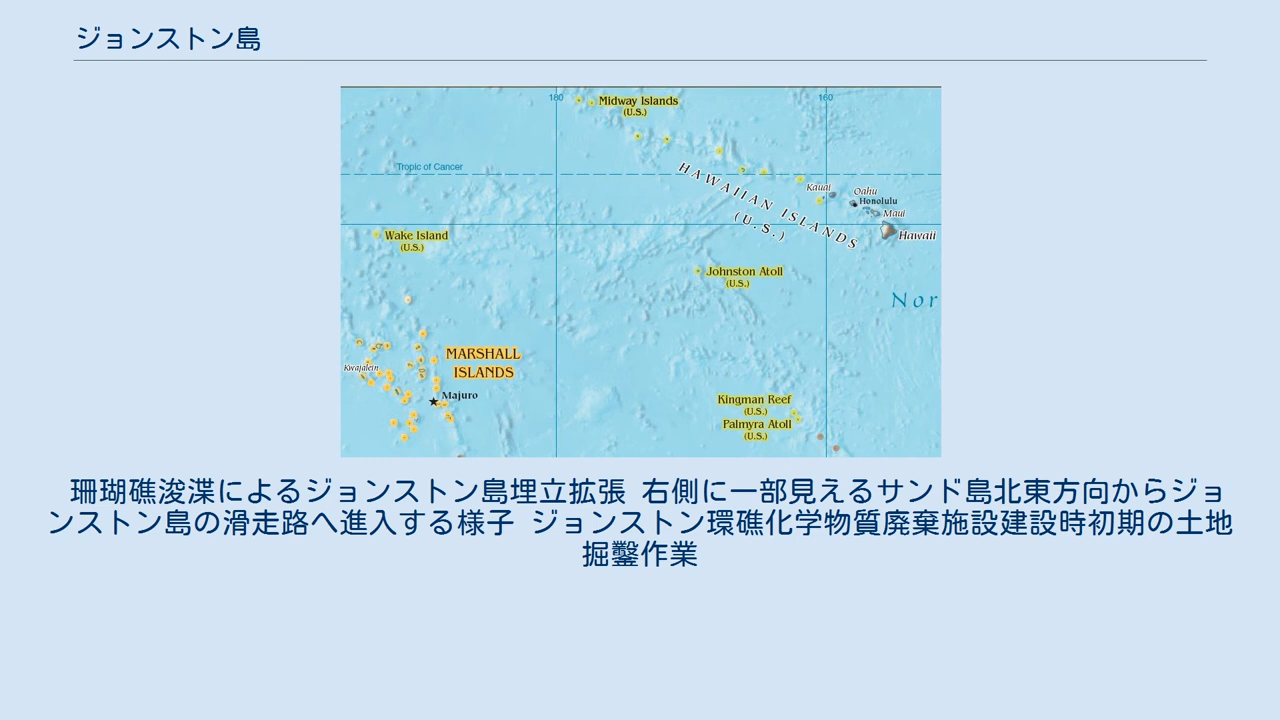 ジョンストン島
180
160
Midway Islands
(U.S.)
Tropic of Cancer
HAWAIIAN ISLANDS
(U.S.)
Kauai
Oahu
Honolulu
Maui
Hawaii
Wake Island
(U.S.)
Johnston Atoll
(U.S.)
Nor
MARSHALL
ISLANDS
Kwajalein
Majuro
Kingman Reef
(U.S.)
Palmyra Atoll
(U.S.)
珊瑚礁浚渫によるジョンストン島埋立拡張 右側に一部見えるサンド島北東方向からジョ
ンストン島の滑走路へ進入する様子 ジョンストン環礁化学物質廃棄施設建設時初期の土地
掘鑿作業